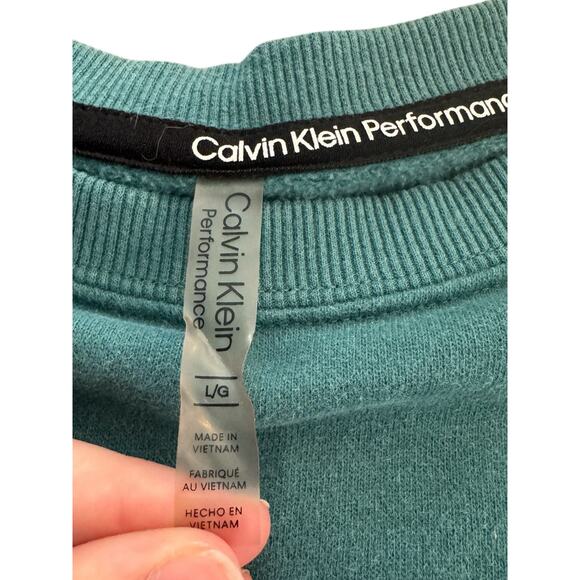 Calvin Klein Performanc
Calvin Klein
Performance
L/G
MADE IN
VIETNAM
FABRIQUÉ
AU VIETNAM
HECHO EN
VIETNAM